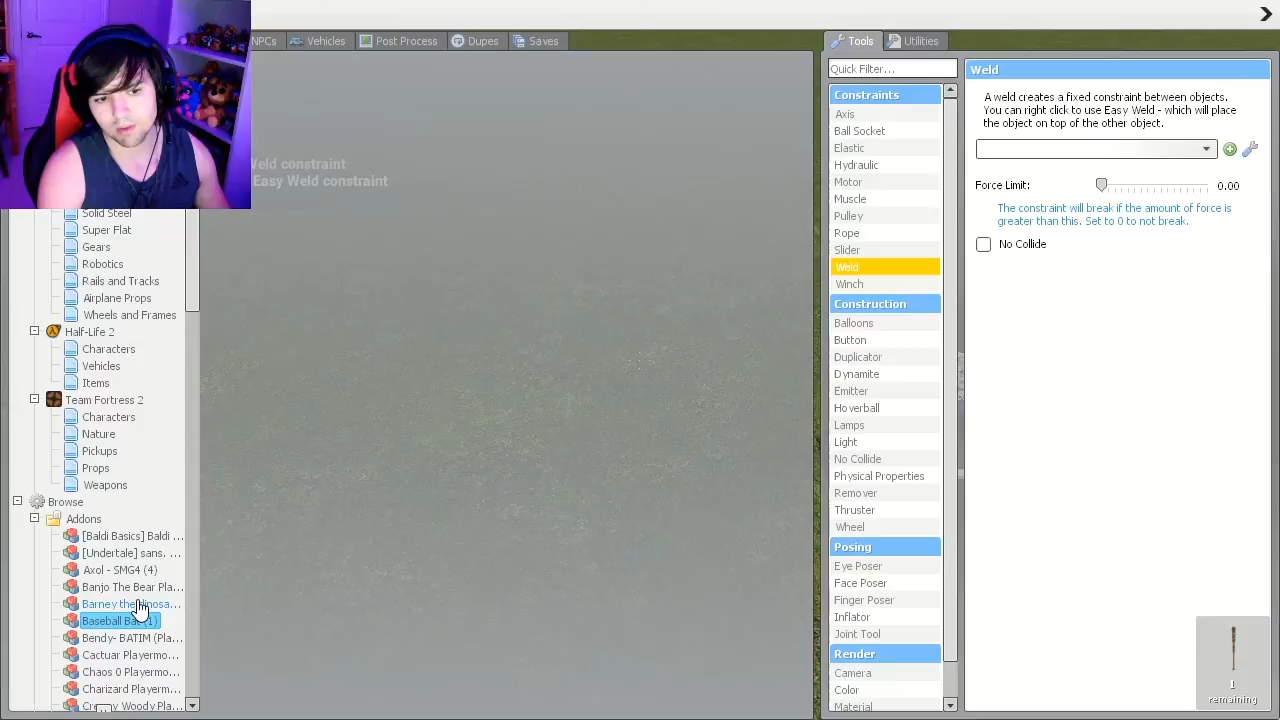 NPCs
Vehicles
Post Process
Dupes
Saves
Weld constraint
Easy Weld constraint
Solid Steel
Super Flat
Gears
Robotics
Rails and Tracks
Airplane Props
Wheels and Frames
Half-Life 2
Characters
Vehicles
Items
Team Fortress 2
Characters
Nature
Pickups
Props
Weapons
Browse
Addons
[Baldi Basics] Baldi ...
[Undertale] sans. ...
Axol - SMG4 (4)
Banjo The Bear Pla...
Barney the
Baseball Bat (1)
Bendy- BATIM (Pla...
Cactuar Playermo...
Chaos 0 Playermo...
Charizard Playerm...
Woody Pla...
Tools
Utilities
Quick Filter...
Constraints
Axis
Ball Socket
Elastic
Hydraulic
Motor
Muscle
Pulley
Rope
Slider
Weld
Winch
Construction
Balloons
Button
Duplicator
Dynamite
Emitter
Hoverball
Lamps
Light
No Collide
Physical Properties
Remover
Thruster
Wheel
Posing
Eye Poser
Face Poser
Finger Poser
Inflator
Joint Tool
Render
Camera
Color
Material
Weld
A weld creates a fixed constraint between objects.
You can right click to use Easy Weld - which will place
the object on top of the other object.
Force Limit:
0.00
The constraint will break if the amount of force is
greater than this. Set to 0 to not break.
No Collide
1
remaining